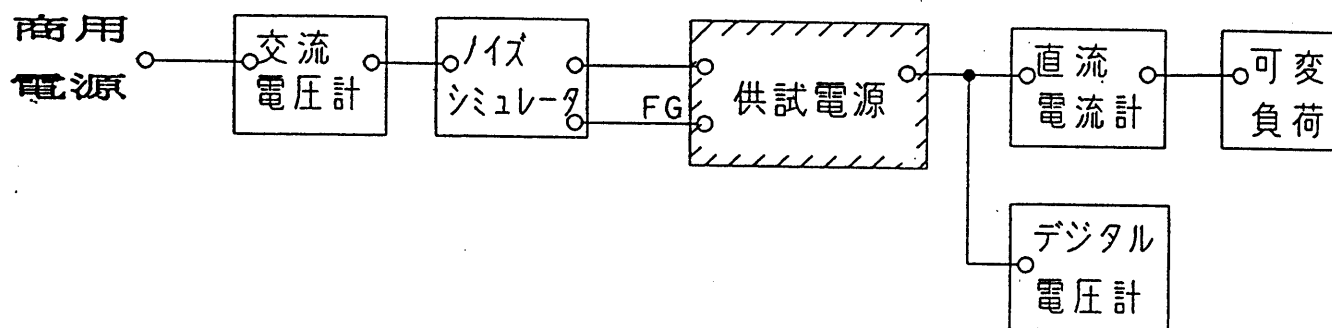 商用
電源
交流
電圧計
ノイズ
シミュレータ
FG
供試電源
直流
電流計
可変
負荷
デジタル
電圧計